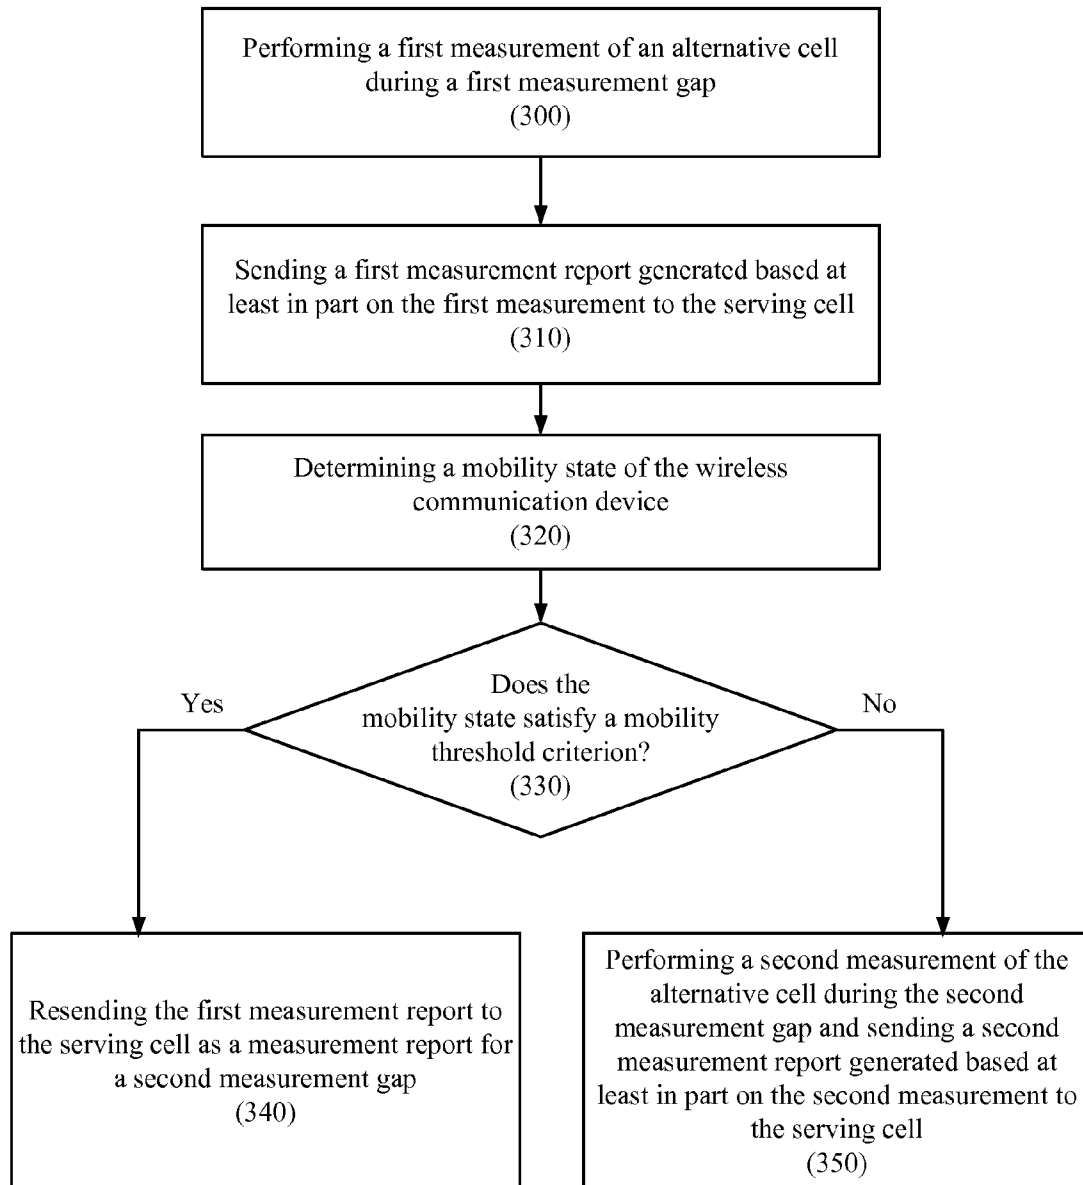 Performing a first measurement of an alternative cell
during a first measurement gap
(300)
Sending a first measurement report generated based at
least in part on the first measurement to the serving cell
(310)
Determining a mobility state of the wireless
communication device
(320)
Does the
mobility state satisfy a mobility
threshold criterion?
(330)
Yes
No
Resending the first measurement report to
the serving cell as a measurement report for
a second measurement gap
(340)
Performing a second measurement of the
alternative cell during the second
measurement gap and sending a second
measurement report generated based at
least in part on the second measurement to
the serving cell
(350)